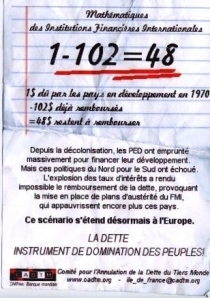 Mathématiques
des Institutions Financières Internationales
1-102=48
1$ dû par les pays en développement en 1970
-102$ déjà remboursés
=48$ restent à rembourser
Depuis la décolonisation, les PED ont emprunté
massivement pour financer leur développement.
Mais ces politiques du Nord pour le Sud ont échoué.
L'explosion des taux d'intérêts a rendu
impossible le remboursement de la dette, provoquant
la mise en place de plans d'austérité du FMI,
qui appauvrissent encore plus ces pays.
Ce scénario s'étend désormais à l'Europe.
LA DETTE
INSTRUMENT DE DOMINATION DES PEUPLES!
CADTM
Comité pour l'Annulation de la Dette du Tiers Monde
www.cadtm.org - ile_de_france@cadtm.org